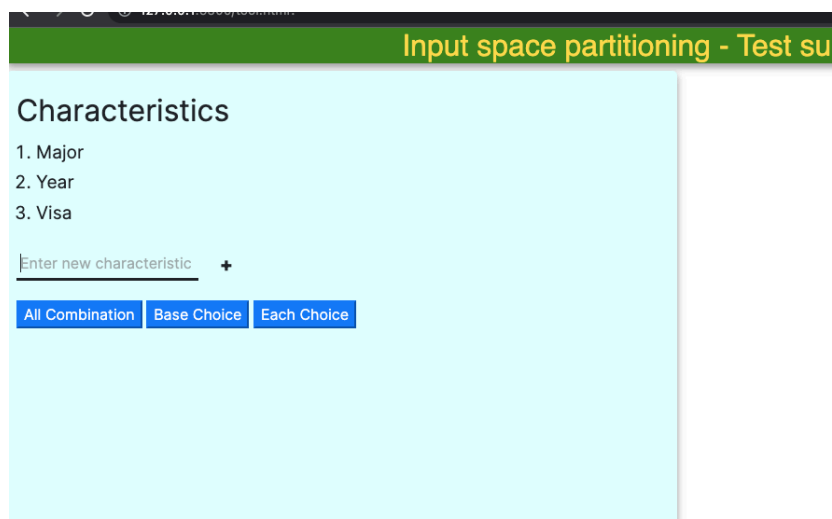 Input space partitioning - Test su
Characteristics
1. Major
2. Year
3. Visa
Enter new characteristic +
All Combination Base Choice Each Choice